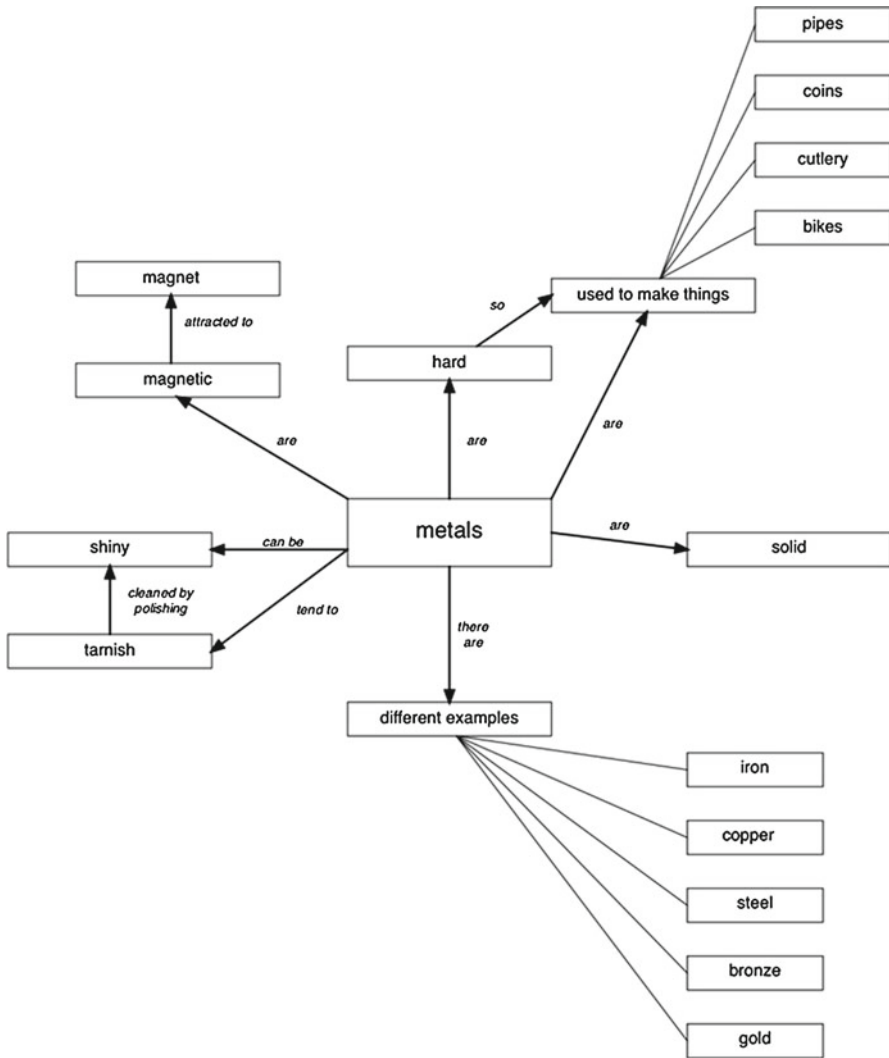 pipes
coins
cutlery
bikes
used to make things
magnet
so
attracted to
hard
magnetic
are
are
are
metals
are
solid
shiny
can be
cleaned by
polishing
tend to
tarnish
there
are
different examples
iron
copper
steel
bronze
gold